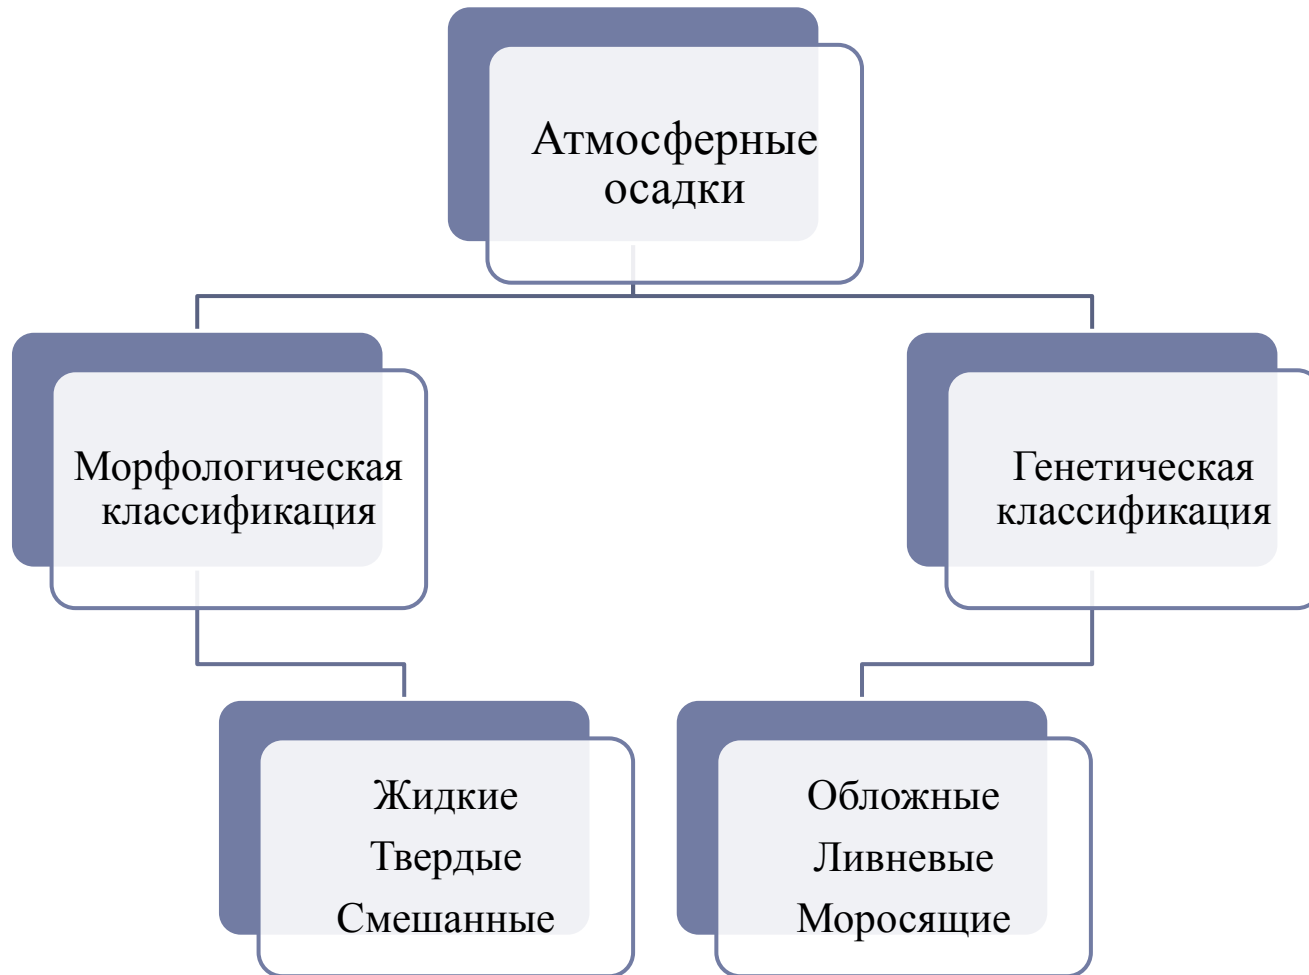 Атмосферные
осадки
Морфологическая
классификация
Генетическая
классификация
Жидкие
Твердые
Смешанные
Обложные
Ливневые
Моросящие